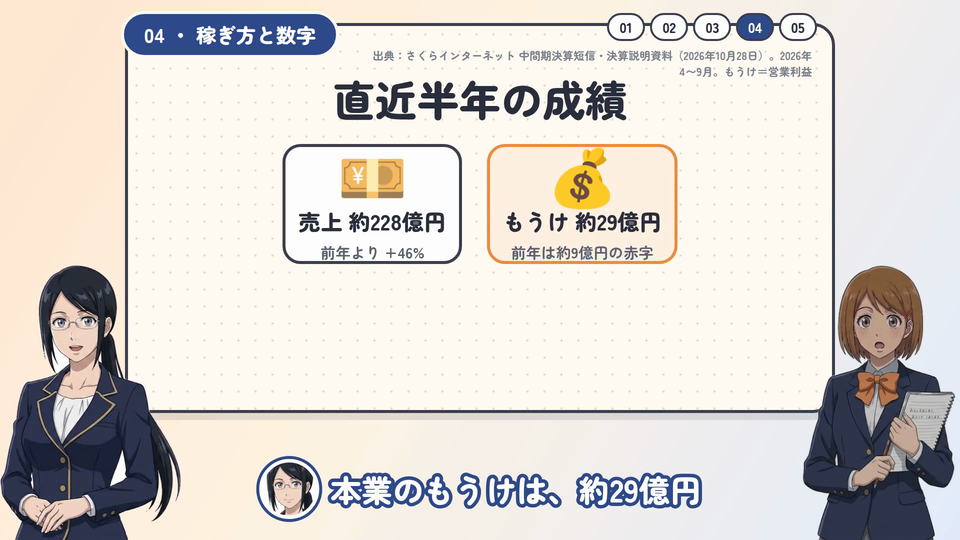 04 ・ 稼ぎ方と数字
01 02 03 04 05
出典：さくらインターネット 中間期決算短信・決算説明資料（2026年10月28日）。2026年
4〜9月。もうけ＝営業利益
直近半年の成績
売上 約228億円
前年より +46%
もうけ 約29億円
前年は約9億円の赤字
本業のもうけは、約29億円